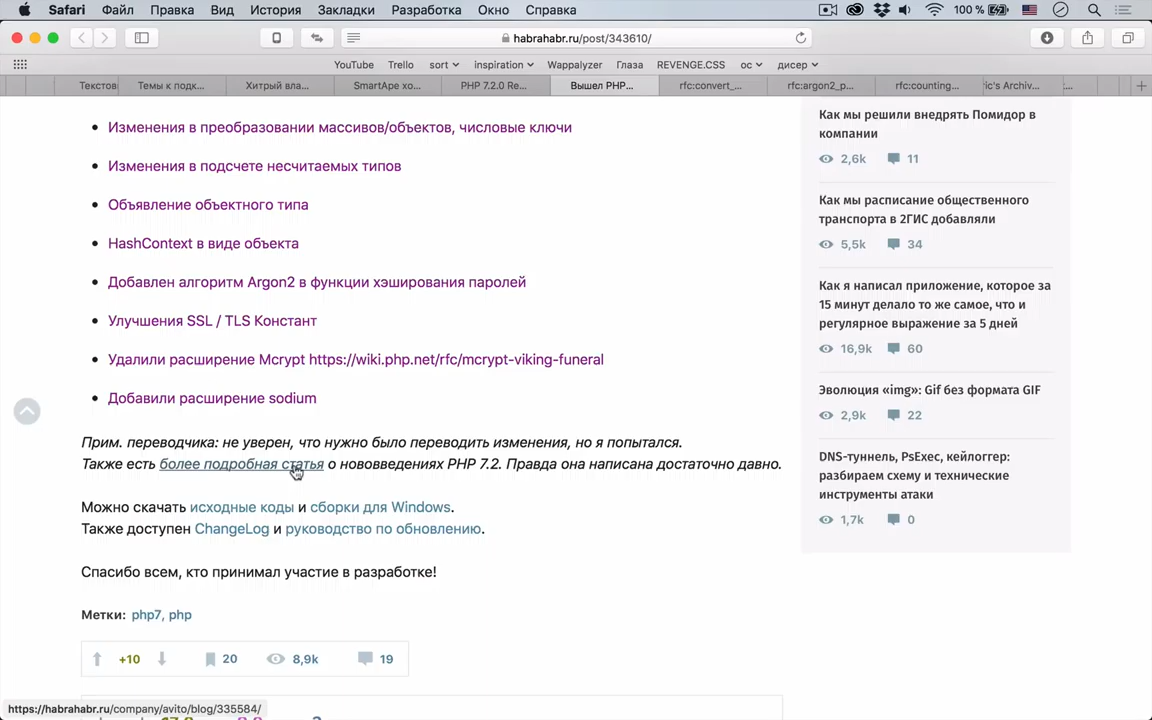 Safari Файл Правка Вид История Закладки Разработка Окно Справка 100 %
habrahabr.ru/post/343610/
YouTube Trello sort inspiration Wappalyzer Глаза REVENGE.CSS ос дисер
Текстов Темы к подк... Хитрый вла... SmartApe хо... PHP 7.2.0 Re... Вышел PHP... rfc:convert_... rfc:argon2_p... rfc:counting... ic's Archiv...
Изменения в преобразовании массивов/объектов, числовые ключи
Изменения в подсчете несчитаемых типов
Объявление объектного типа
HashContext в виде объекта
Добавлен алгоритм Argon2 в функции хэширования паролей
Улучшения SSL / TLS Констант
Удалили расширение Mcrypt https://wiki.php.net/rfc/mcrypt-viking-funeral
Добавили расширение sodium
Прим. переводчика: не уверен, что нужно было переводить изменения, но я попытался.
Также есть более подробная статья о нововведениях PHP 7.2. Правда она написана достаточно давно.
Можно скачать исходные коды и сборки для Windows.
Также доступен ChangeLog и руководство по обновлению.
Спасибо всем, кто принимал участие в разработке!
Метки: php7, php
+10 20 8,9k 19
Как мы решили внедрять Помидор в
компании
2,6k 11
Как мы расписание общественного
транспорта в 2ГИС добавляли
5,5k 34
Как я написал приложение, которое за
15 минут делало то же самое, что и
регулярное выражение за 5 дней
16,9k 60
Эволюция «img»: Gif без формата GIF
2,9k 22
DNS-туннель, PsExec, кейлоггер:
разбираем схему и технические
инструменты атаки
1,7k 0
https://habrahabr.ru/company/avito/blog/335584/